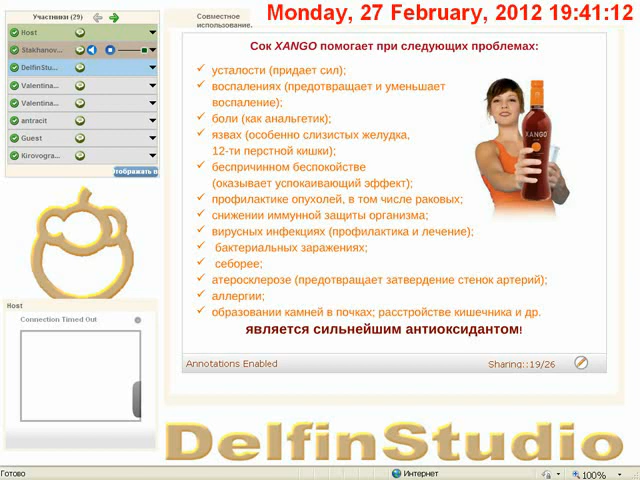 Monday, 27 February, 2012 19:41:12
Участники (29)
Host
Stakhanov...
DelfinStu...
Valentina...
Valentina...
antracit
Guest
Kirovogra...
Отображать в
Совместное
использование.
Сок XANGO помогает при следующих проблемах:
усталости (придает сил);
воспалениях (предотвращает и уменьшает
воспаление);
боли (как анальгетик);
язвах (особенно слизистых желудка,
12-ти перстной кишки);
беспричинном беспокойстве
(оказывает успокаивающий эффект);
профилактике опухолей, в том числе раковых;
снижении иммунной защиты организма;
вирусных инфекциях (профилактика и лечение);
бактериальных заражениях;
себорее;
атеросклерозе (предотвращает затвердение стенок артерий);
аллергии;
образовании камней в почках; расстройстве кишечника и др.
является сильнейшим антиоксидантом!
XANGO
Annotations Enabled
Sharing::19/26
Host
Connection Timed Out
DelfinStudio
Готово
Интернет
100%